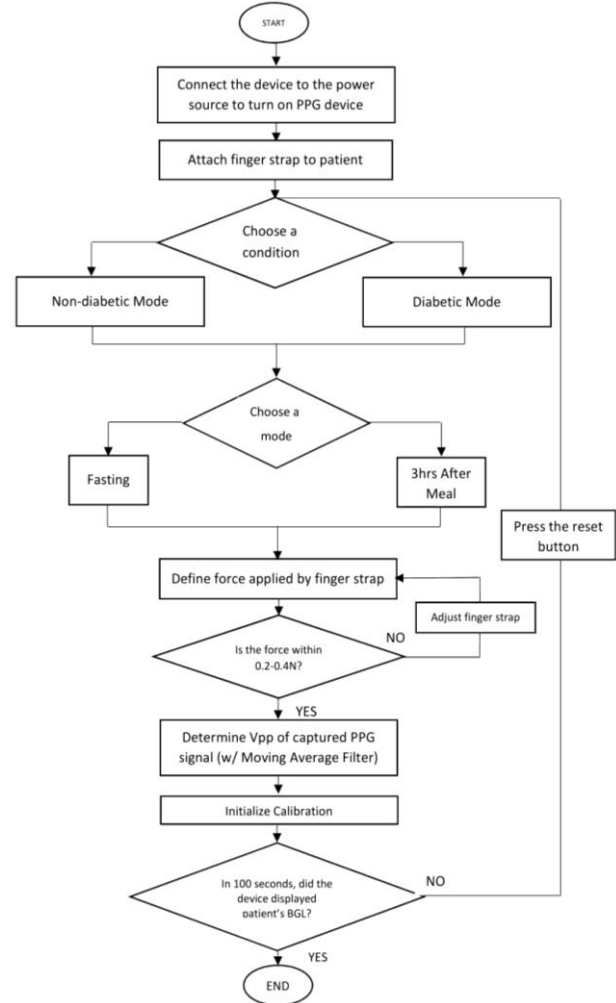 START
Connect the device to the power
source to turn on PPG device
Attach finger strap to patient
Choose a
condition
Non-diabetic Mode
Diabetic Mode
Choose a
mode
Fasting
3hrs After
Meal
Press the reset
button
Define force applied by finger strap
Adjust finger strap
NO
Is the force within
0.2-0.4N?
YES
Determine Vpp of captured PPG
signal (w/ Moving Average Filter)
Initialize Calibration
In 100 seconds, did the
device displayed
patient's BGL?
NO
YES
END